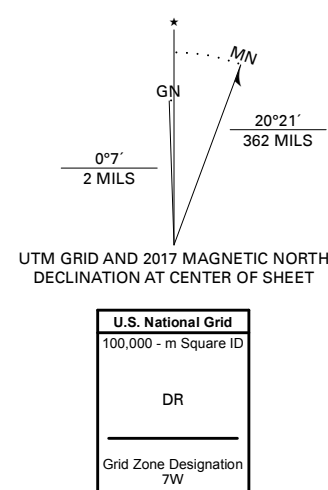 ★
MN
GN
20°21´
362 MILS
0°7´
2 MILS
UTM GRID AND 2017 MAGNETIC NORTH
DECLINATION AT CENTER OF SHEET
U.S. National Grid
100,000 - m Square ID
DR
Grid Zone Designation
7W